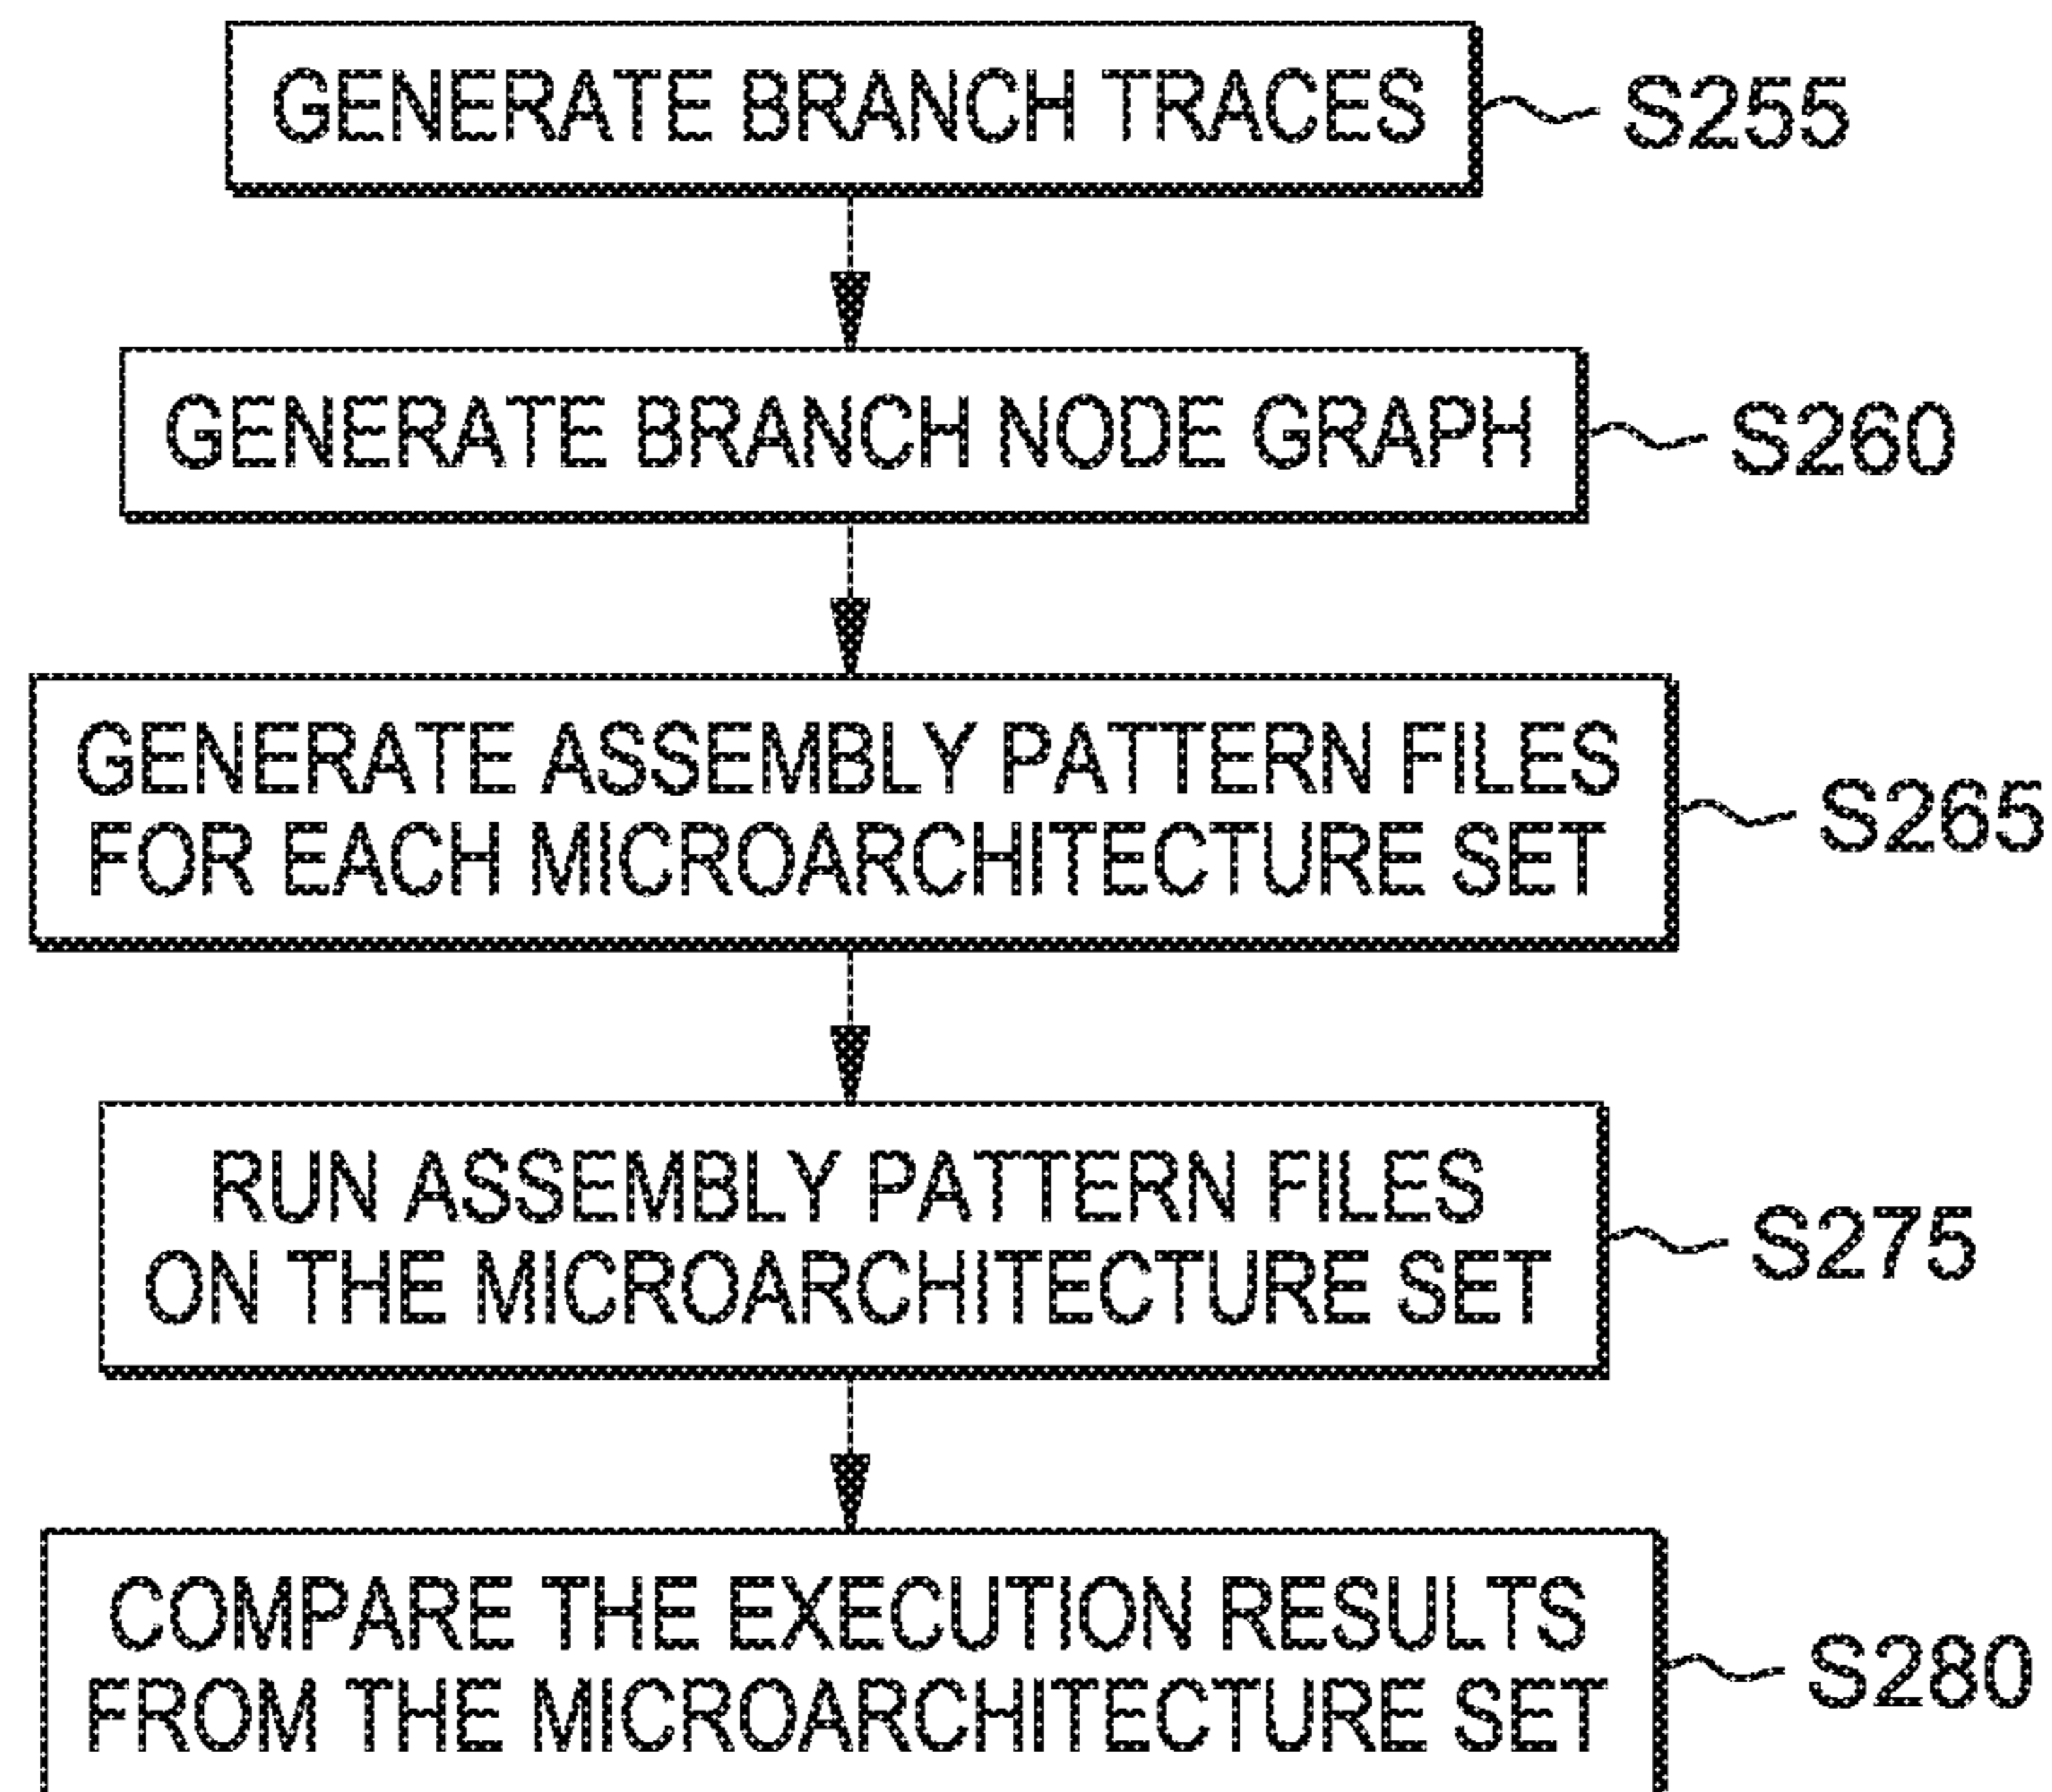 GENERATE BRANCH TRACES
S255
GENERATE BRANCH NODE GRAPH
S260
GENERATE ASSEMBLY PATTERN FILES
FOR EACH MICROARCHITECTURE SET
S265
RUN ASSEMBLY PATTERN FILES
ON THE MICROARCHITECTURE SET
S275
COMPARE THE EXECUTION RESULTS
FROM THE MICROARCHITECTURE SET
S280